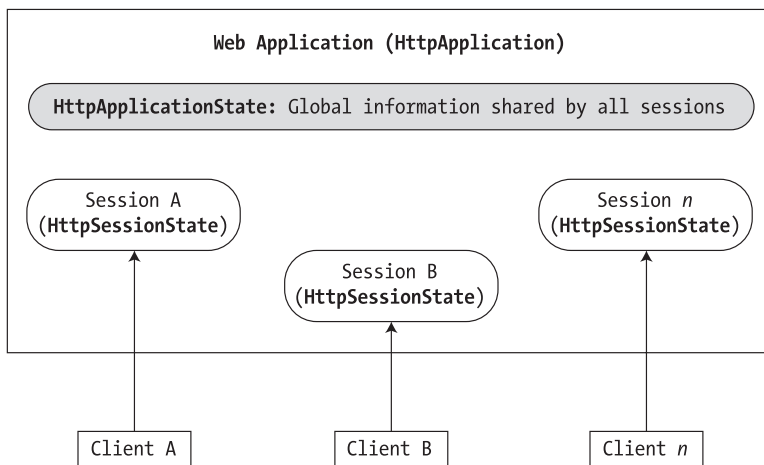 Web Application (HttpApplication)
HttpApplicationState: Global information shared by all sessions
Session A
(HttpSessionState)
Session B
(HttpSessionState)
Session n
(HttpSessionState)
Client A
Client B
Client n